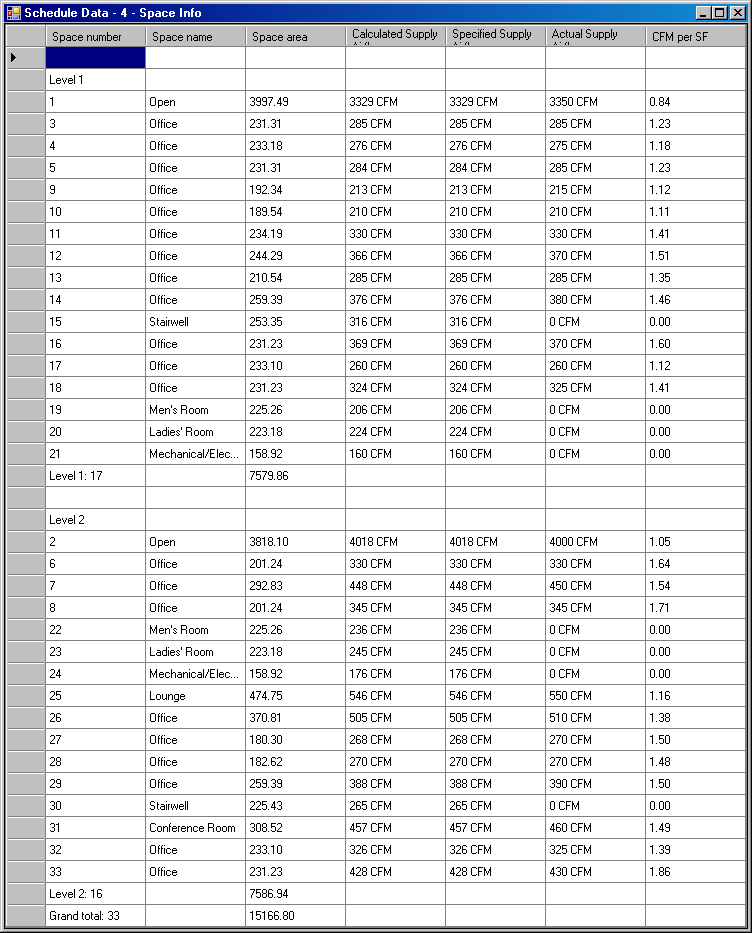 Schedule Data - 4 - Space Info
Space number Space name Space area Calculated Supply Specified Supply Actual Supply CFM per SF
Level 1
1 Open 3997.49 3329 CFM 3329 CFM 3350 CFM 0.84
3 Office 231.31 285 CFM 285 CFM 285 CFM 1.23
4 Office 233.18 276 CFM 276 CFM 275 CFM 1.18
5 Office 231.31 284 CFM 284 CFM 285 CFM 1.23
9 Office 192.34 213 CFM 213 CFM 215 CFM 1.12
10 Office 189.54 210 CFM 210 CFM 210 CFM 1.11
11 Office 234.19 330 CFM 330 CFM 330 CFM 1.41
12 Office 244.29 366 CFM 366 CFM 370 CFM 1.51
13 Office 210.54 285 CFM 285 CFM 285 CFM 1.35
14 Office 259.39 376 CFM 376 CFM 380 CFM 1.46
15 Stairwell 253.35 316 CFM 316 CFM 0 CFM 0.00
16 Office 231.23 369 CFM 369 CFM 370 CFM 1.60
17 Office 233.10 260 CFM 260 CFM 260 CFM 1.12
18 Office 231.23 324 CFM 324 CFM 325 CFM 1.41
19 Men's Room 225.26 206 CFM 206 CFM 0 CFM 0.00
20 Ladies' Room 223.18 224 CFM 224 CFM 0 CFM 0.00
21 Mechanical/Elec... 158.92 160 CFM 160 CFM 0 CFM 0.00
Level 1: 17 7579.86
Level 2
2 Open 3818.10 4018 CFM 4018 CFM 4000 CFM 1.05
6 Office 201.24 330 CFM 330 CFM 330 CFM 1.64
7 Office 292.83 448 CFM 448 CFM 450 CFM 1.54
8 Office 201.24 345 CFM 345 CFM 345 CFM 1.71
22 Men's Room 225.26 236 CFM 236 CFM 0 CFM 0.00
23 Ladies' Room 223.18 245 CFM 245 CFM 0 CFM 0.00
24 Mechanical/Elec... 158.92 176 CFM 176 CFM 0 CFM 0.00
25 Lounge 474.75 546 CFM 546 CFM 550 CFM 1.16
26 Office 370.81 505 CFM 505 CFM 510 CFM 1.38
27 Office 180.30 268 CFM 268 CFM 270 CFM 1.50
28 Office 182.62 270 CFM 270 CFM 270 CFM 1.48
29 Office 259.39 388 CFM 388 CFM 390 CFM 1.50
30 Stairwell 225.43 265 CFM 265 CFM 0 CFM 0.00
31 Conference Room 308.52 457 CFM 457 CFM 460 CFM 1.49
32 Office 233.10 326 CFM 326 CFM 325 CFM 1.39
33 Office 231.23 428 CFM 428 CFM 430 CFM 1.86
Level 2: 16 7586.94
Grand total: 33 15166.80